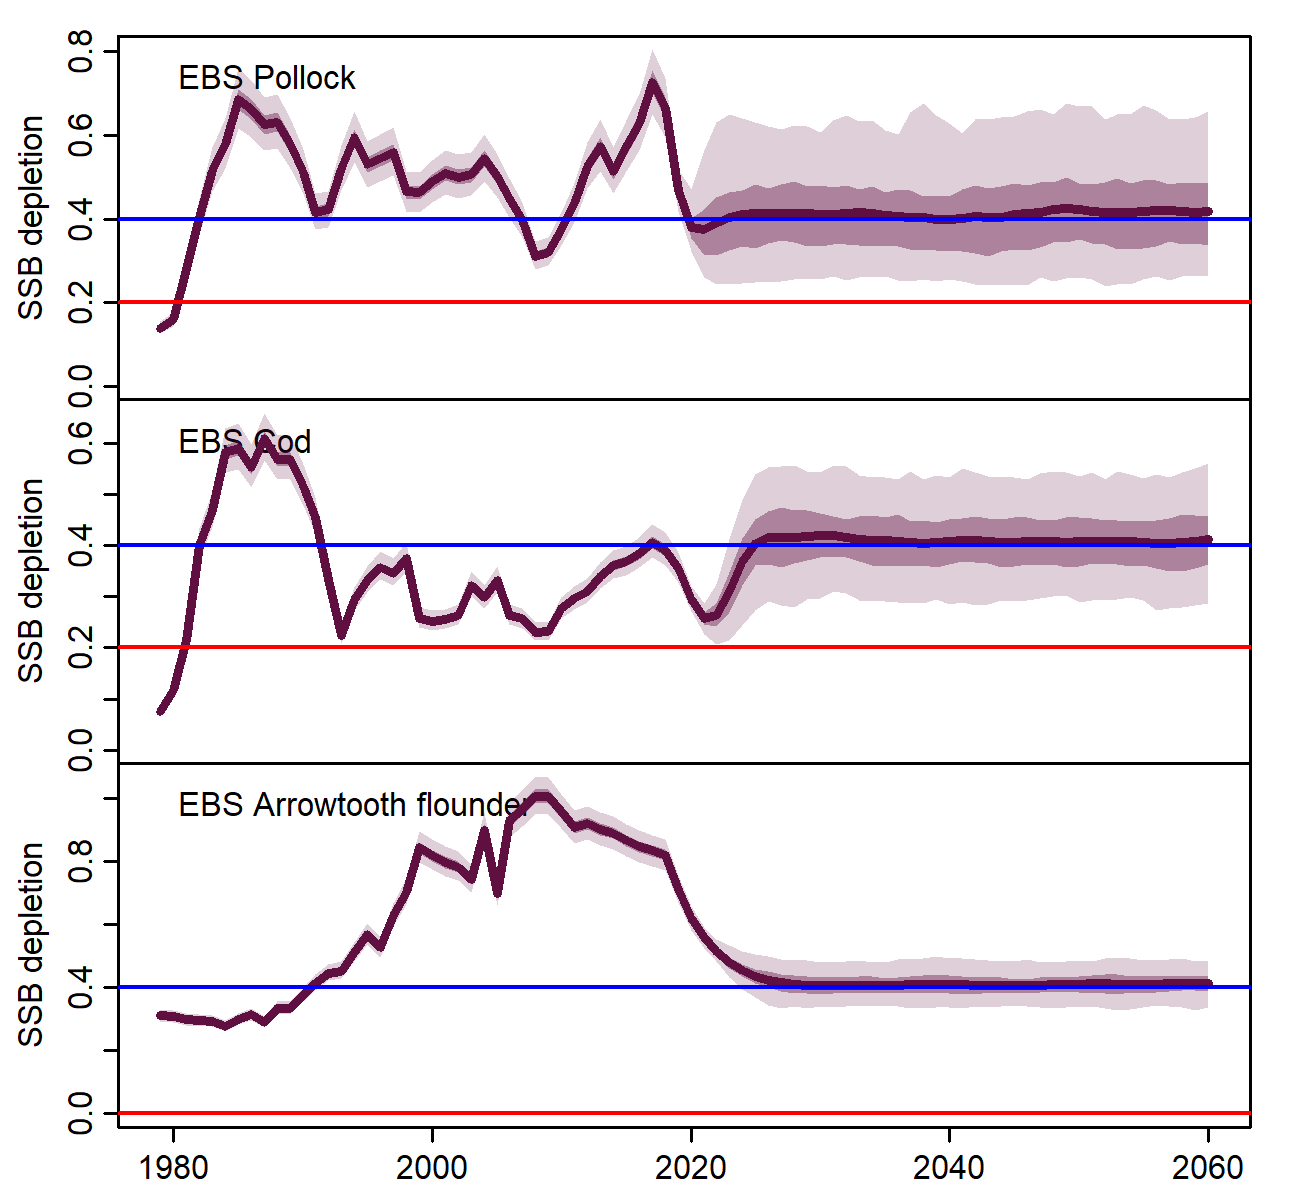 EBS Pollock
SSB depletion
0.8
0.6
0.4
0.2
0.0
EBS Cod
SSB depletion
0.6
0.4
0.2
0.0
EBS Arrowtooth flounder
SSB depletion
0.8
0.4
0.0
1980 2000 2020 2040 2060